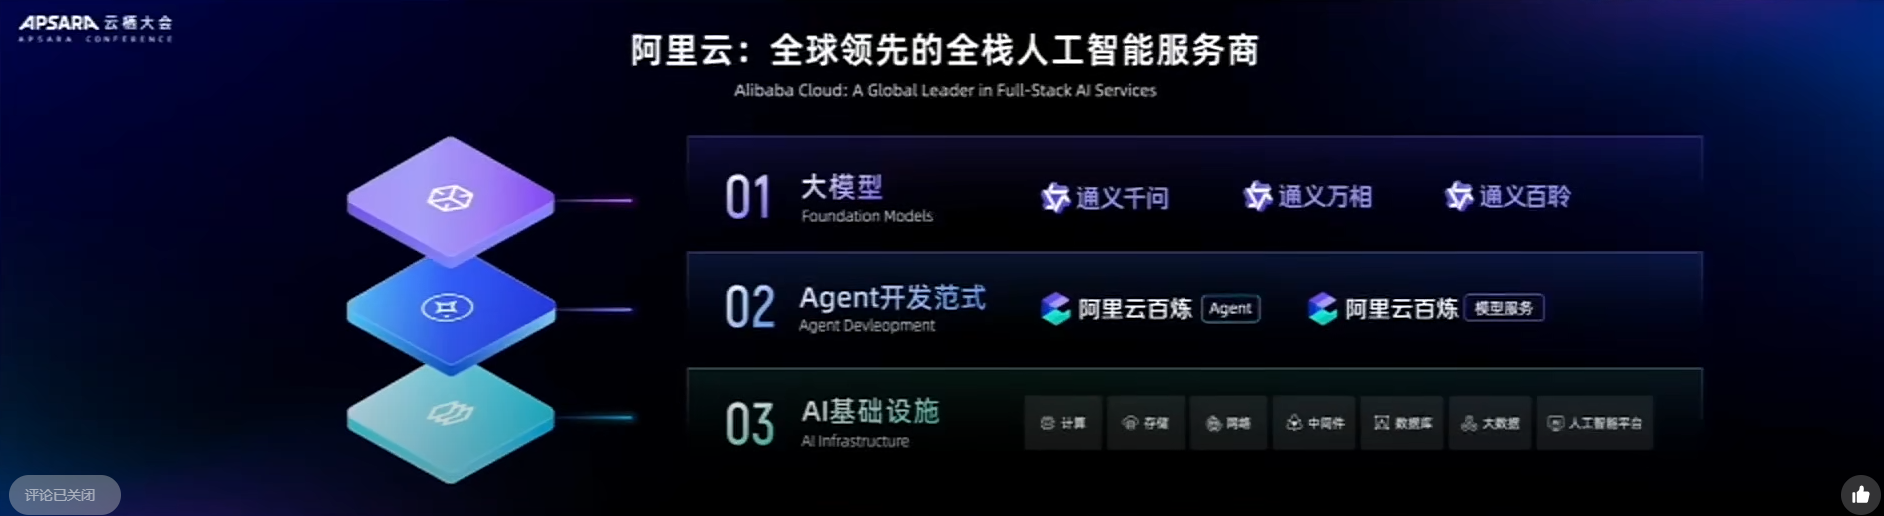 APSARA 云栖大会
APSARA CONFERENCE
阿里云：全球领先的全栈人工智能服务商
Alibaba Cloud: A Global Leader in Full-Stack AI Services
01 大模型
Foundation Models
通义千问 通义万相 通义百聆
02 Agent开发范式
Agent Devleopment
阿里云百炼 Agent 阿里云百炼 模型服务
03 AI基础设施
AI Infrastructure
计算 存储 网络 中间件 数据库 大数据 人工智能平台
评论已关闭